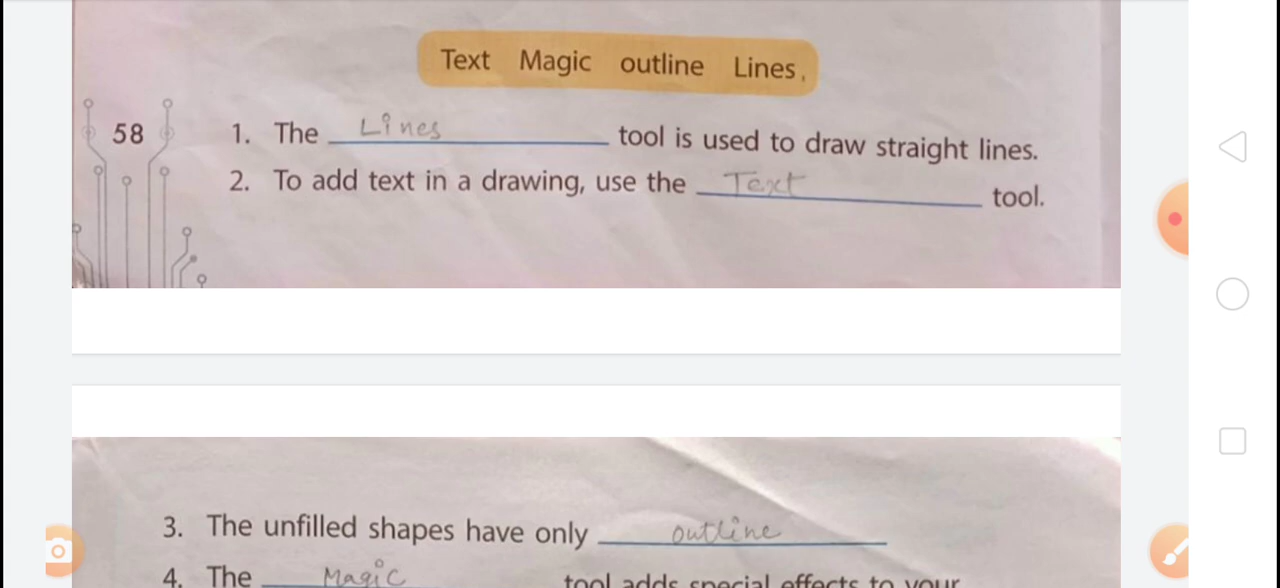 Text Magic outline Lines,
58
1. The Lines tool is used to draw straight lines.
2. To add text in a drawing, use the Text tool.
3. The unfilled shapes have only outline
4. The Magic tool adds special effects to your